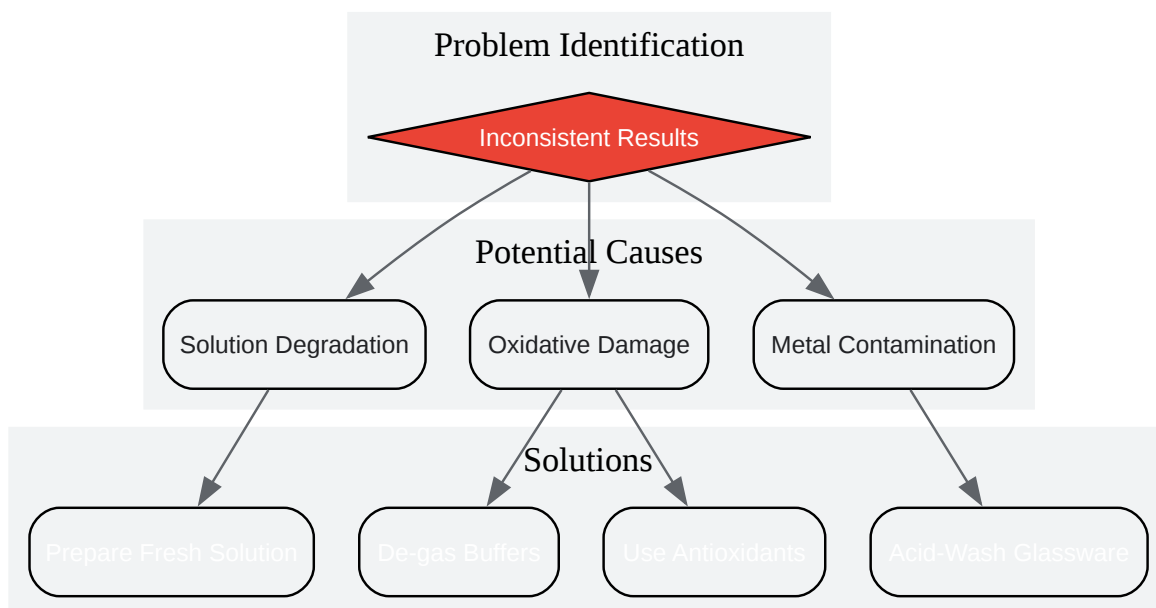 Problem Identification
Inconsistent Results
Potential Causes
Solution Degradation
Oxidative Damage
Metal Contamination
Solutions
Prepare Fresh Solution
De-gas Buffers
Use Antioxidants
Acid-Wash Glassware